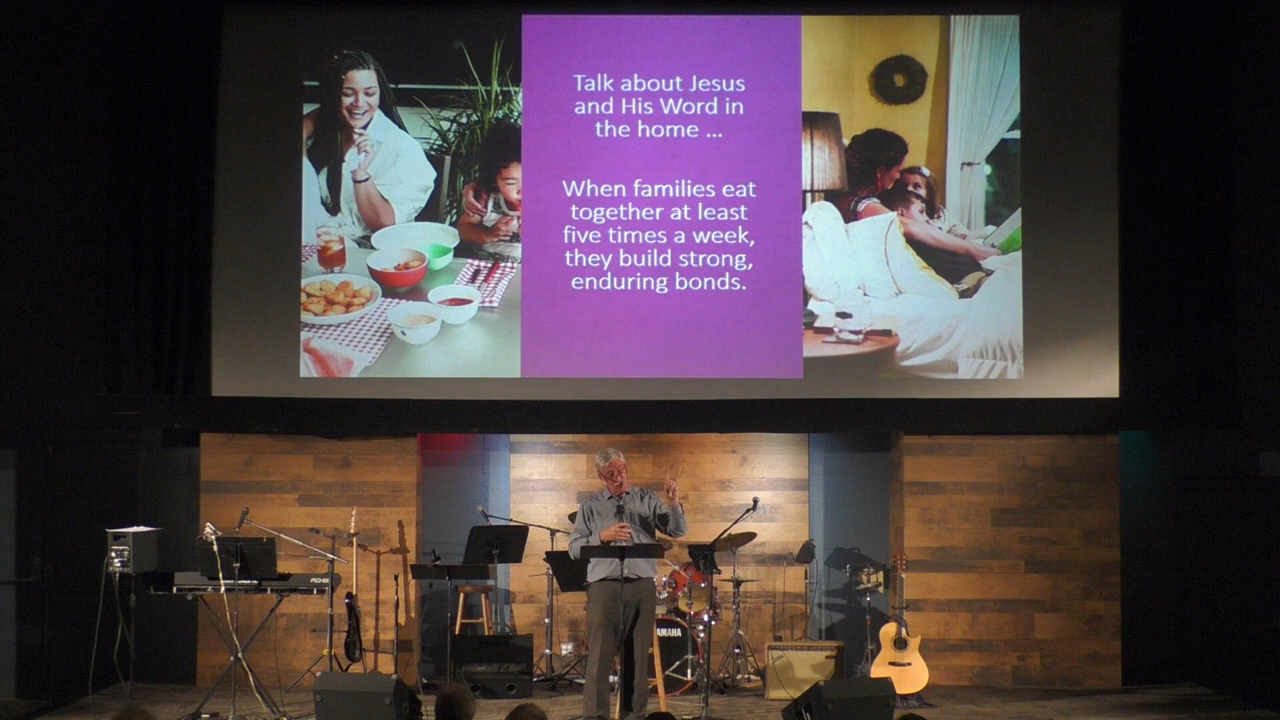 Talk about Jesus
and His Word in
the home ...
When families eat
together at least
five times a week,
they build strong,
enduring bonds.
YAMAHA